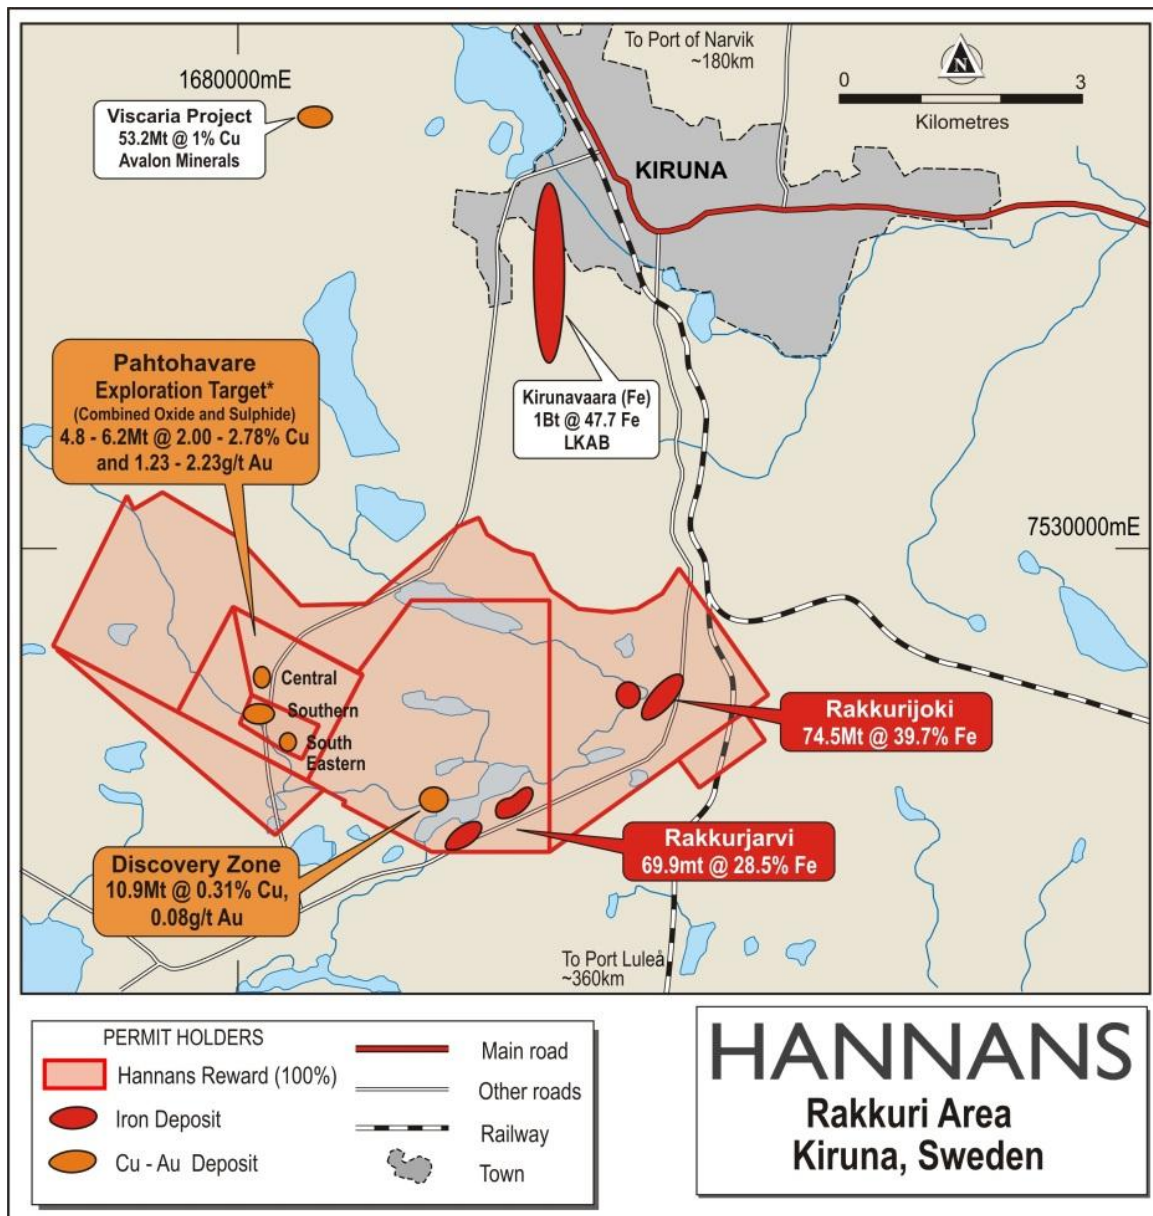 To Port of Narvik
~180km
1680000mE
N
0 3
Kilometres
Viscaria Project
53.2Mt @ 1% Cu
Avalon Minerals
KIRUNA
Pahtohavare
Exploration Target*
(Combined Oxide and Sulphide)
4.8 - 6.2Mt @ 2.00 - 2.78% Cu
and 1.23 - 2.23g/t Au
Kirunavaara (Fe)
1Bt @ 47.7 Fe
LKAB
7530000mE
Central
Southern
South
Eastern
Rakkurijoki
74.5Mt @ 39.7% Fe
Rakkurjarvi
69.9mt @ 28.5% Fe
Discovery Zone
10.9Mt @ 0.31% Cu,
0.08g/t Au
To Port Luleå
~360km
PERMIT HOLDERS
Hannans Reward (100%)
Iron Deposit
Cu - Au Deposit
Main road
Other roads
Railway
Town
HANNANS
Rakkuri Area
Kiruna, Sweden